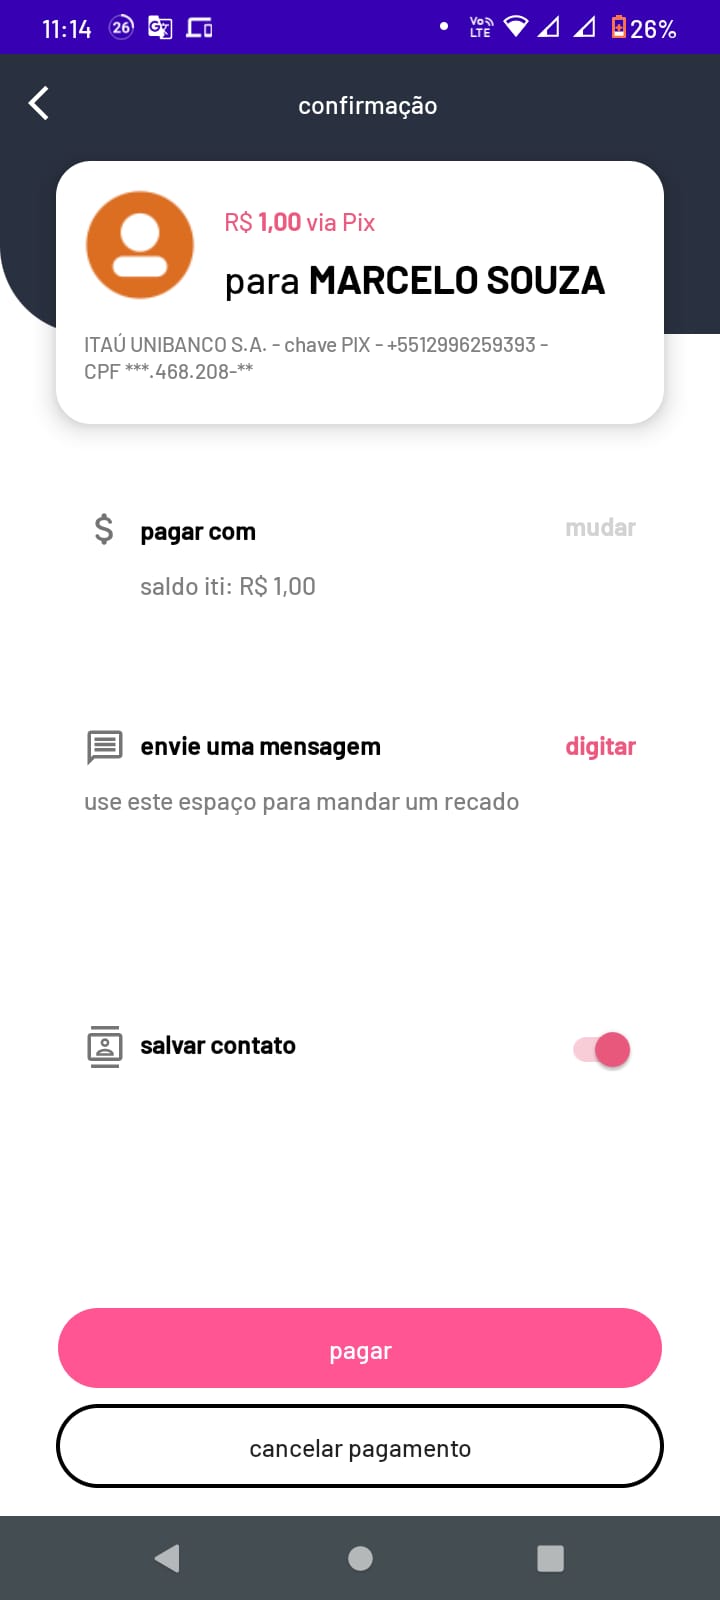 11:14 26 26%
confirmação
R$ 1,00 via Pix
para MARCELO SOUZA
ITAÚ UNIBANCO S.A. - chave PIX - +5512996259393 -
CPF ***.468.208-**
pagar com
mudar
saldo iti: R$ 1,00
envie uma mensagem
digitar
use este espaço para mandar um recado
salvar contato
pagar
cancelar pagamento